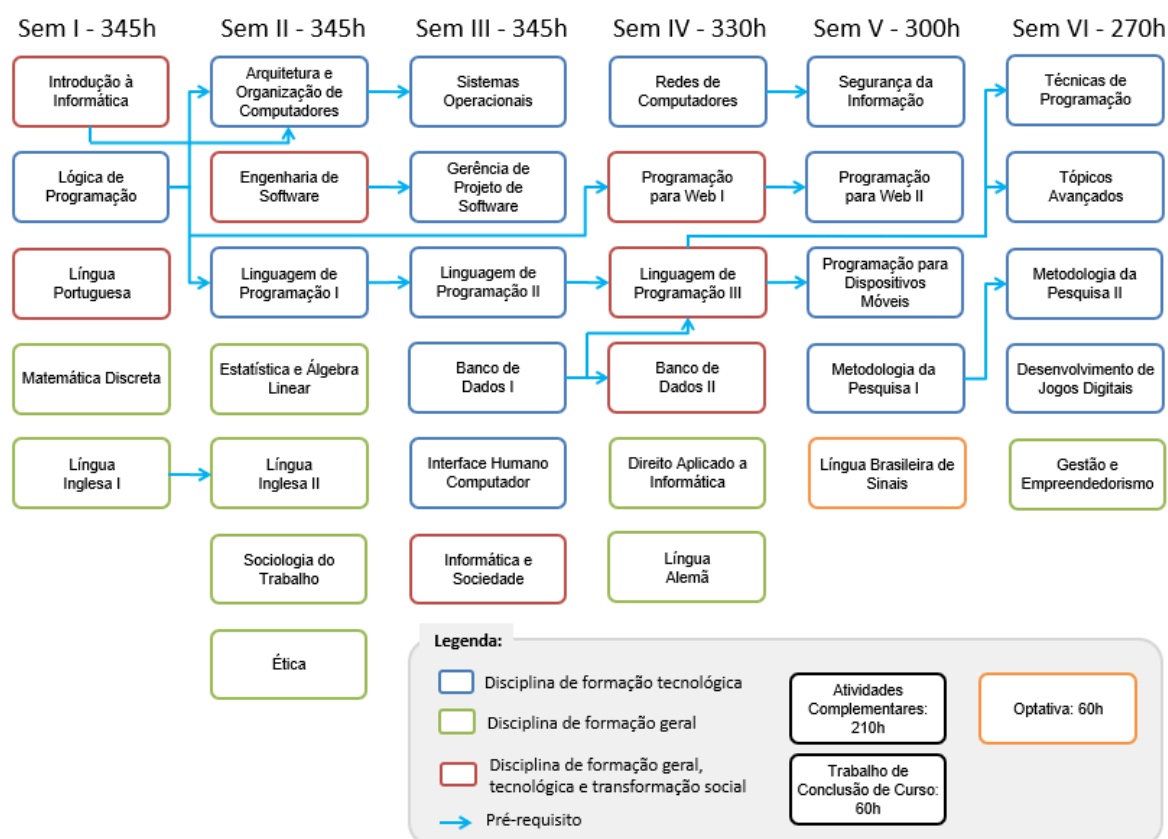 Sem I - 345h
Sem II - 345h
Sem III - 345h
Sem IV - 330h
Sem V - 300h
Sem VI - 270h
Introdução à
Informática
Arquitetura e
Organização de
Computadores
Sistemas
Operacionais
Redes de
Computadores
Segurança da
Informação
Técnicas de
Programação
Lógica de
Programação
Engenharia de
Software
Gerência de
Projeto de
Software
Programação
para Web I
Programação
para Web II
Tópicos
Avançados
Língua
Portuguesa
Linguagem de
Programação I
Linguagem de
Programação II
Linguagem de
Programação III
Programação para
Dispositivos
Móveis
Metodologia da
Pesquisa II
Matemática Discreta
Estatística e Álgebra
Linear
Banco de
Dados I
Banco de
Dados II
Metodologia da
Pesquisa I
Desenvolvimento de
Jogos Digitais
Língua
Inglesa I
Língua
Inglesa II
Interface Humano
Computador
Direito Aplicado a
Informática
Língua Brasileira de
Sinais
Gestão e
Empreendedorismo
Sociologia do
Trabalho
Informática e
Sociedade
Língua
Alemã
Ética
Legenda:
Disciplina de formação tecnológica
Disciplina de formação geral
Disciplina de formação geral,
tecnológica e transformação social
Pré-requisito
Atividades
Complementares:
210h
Trabalho de
Conclusão de Curso:
60h
Optativa: 60h